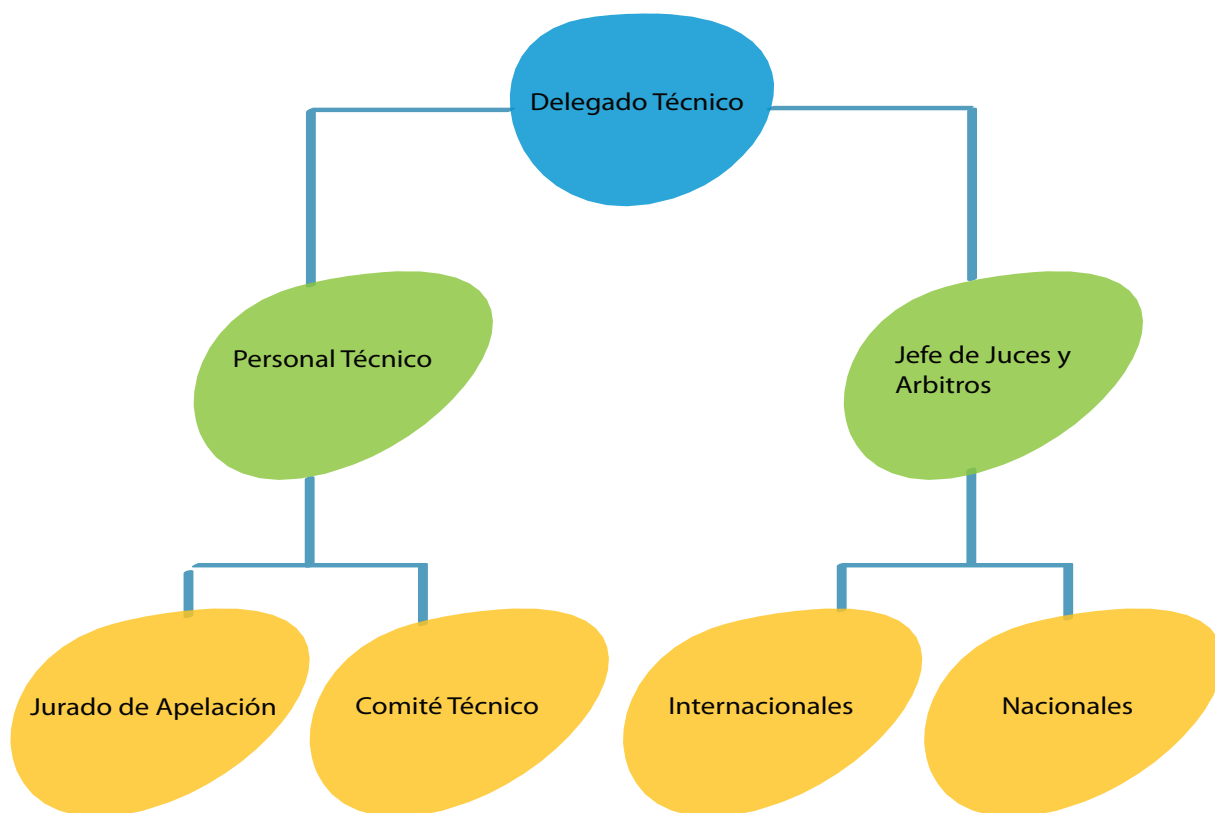 Delegado Técnico
Personal Técnico
Jefe de Juces y
Arbitros
Jurado de Apelación
Comité Técnico
Internacionales
Nacionales